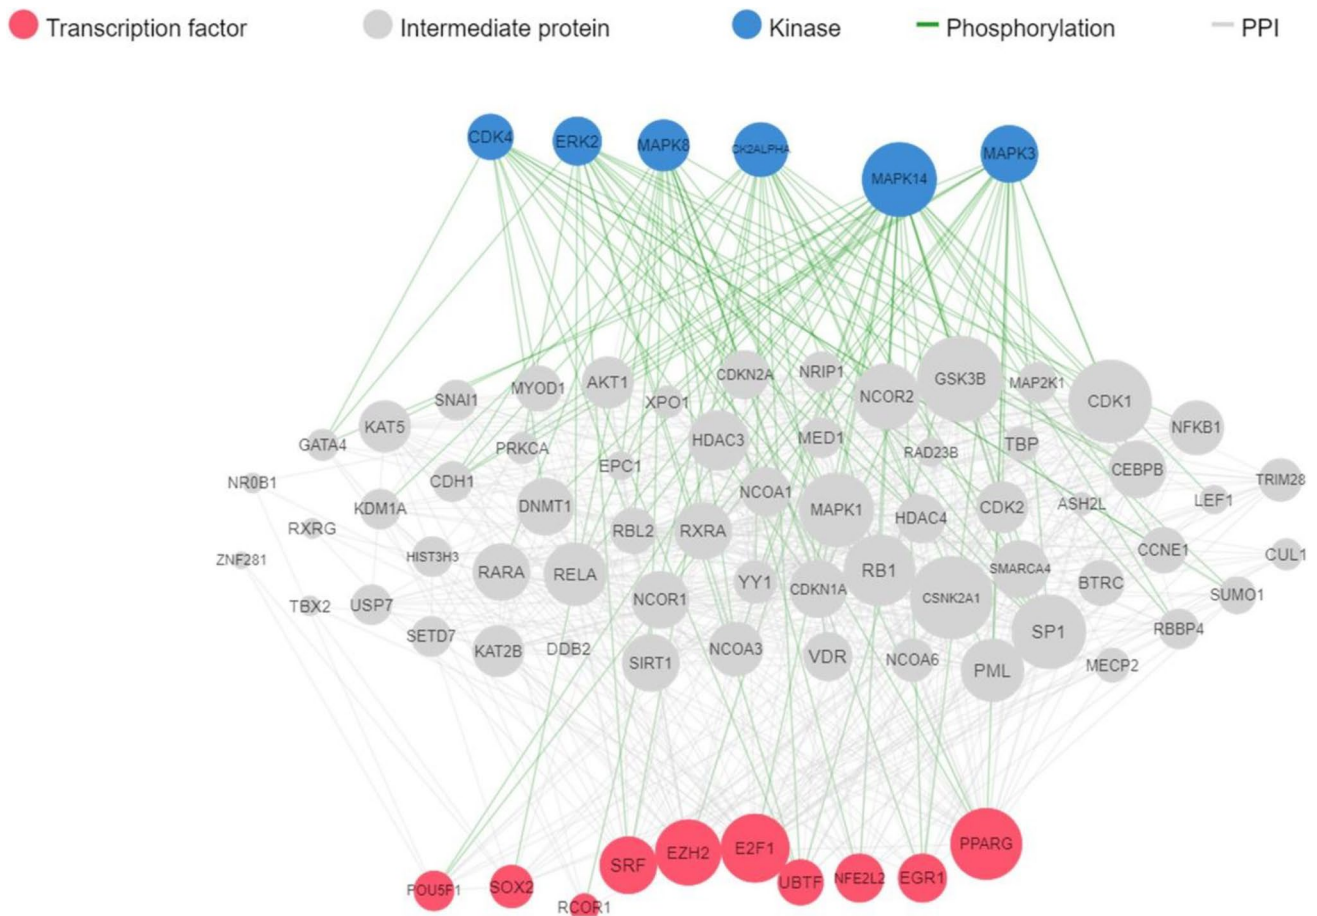 Transcription factor
Intermediate protein
Kinase
Phosphorylation
PPI
CDK4
ERK2
MAPK8
CK2ALPHA
MAPK14
MAPK3
CDKN2A
NRIP1
GSK3B
MAP2K1
AKT1
MYOD1
XPO1
NCOR2
CDK1
SNAI1
KAT5
NFKB1
GATA4
PRKCA
HDAC3
MED1
RAD23B
TBP
EPC1
CEBPB
NR0B1
CDH1
NCOA1
TRIM28
KDM1A
DNMT1
MAPK1
CDK2
ASH2L
LEF1
RXRG
RBL2
RXRA
HDAC4
ZNF281
HIST3H3
RARA
RELA
YY1
RB1
SMARCA4
CCNE1
CUL1
TBX2
USP7
NCOR1
CDKN1A
CSNK2A1
BTRC
SUMO1
SETD7
KAT2B
DDB2
SIRT1
NCOA3
VDR
NCOA6
SP1
PML
MECP2
RBBP4
POU5F1
SOX2
RCOR1
SRF
EZH2
E2F1
UBTF
NFE2L2
EGR1
PPARG